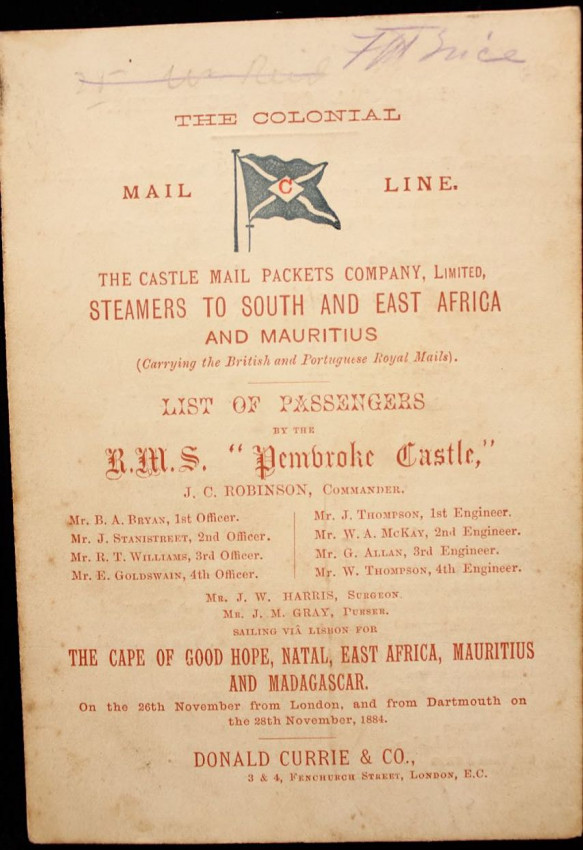 THE COLONIAL
MAIL LINE.
C
THE CASTLE MAIL PACKETS COMPANY, LIMITED,
STEAMERS TO SOUTH AND EAST AFRICA
AND MAURITIUS
(Carrying the British and Portuguese Royal Mails).
LIST OF PASSENGERS
BY THE
R.M.S. "Pembroke Castle,"
J. C. ROBINSON, COMMANDER.
Mr. B. A. BRYAN, 1st Officer.
Mr. J. STANISTREET, 2nd Officer.
Mr. R. T. WILLIAMS, 3rd Officer.
Mr. E. GOLDSWAIN, 4th Officer.
Mr. J. THOMPSON, 1st Engineer.
Mr. W. A. MCKAY, 2nd Engineer.
Mr. G. ALLAN, 3rd Engineer.
Mr. W. THOMPSON, 4th Engineer.
MR. J. W. HARRIS, SURGEON.
MR. J. M. GRAY, PURSER.
SAILING VIÂ LISBON FOR
THE CAPE OF GOOD HOPE, NATAL, EAST AFRICA, MAURITIUS
AND MADAGASCAR.
On the 26th November from London, and from Dartmouth on
the 28th November, 1884.
DONALD CURRIE & CO.,
3 & 4, FENCHURCH STREET, LONDON, E.C.